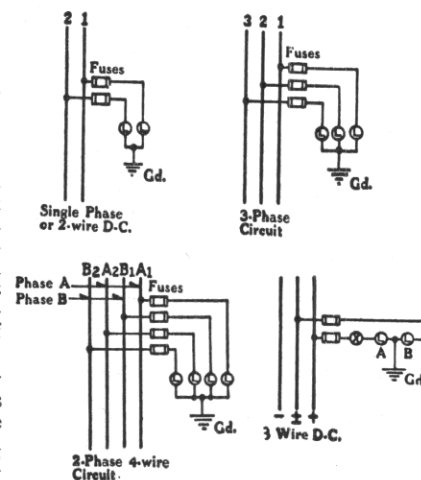 2 1
Fuses
Gd.
Single Phase
or 2-wire D.C.
3 2 1
Fuses
Gd.
3-Phase
Circuit
B2 A2 B1 A1
Phase A
Phase B
Fuses
Gd.
2-Phase 4-wire
Circuit
A B
Gd
- ± +
3 Wire D.C.